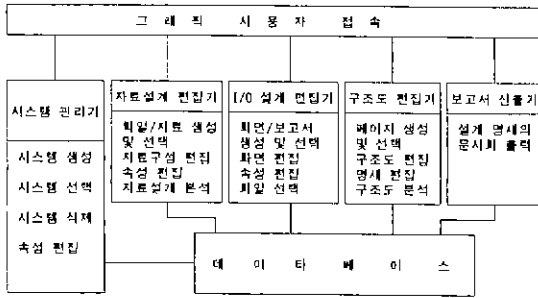 그 래 픽 사 용 자 접 속
시스템 관리기
시스템 생성
시스템 선택
시스템 삭제
속성 편집
자료설계 편집기
화일/자료 생성
및 선택
자료구성 편집
속성 편집
자료설계 분석
I/O 설계 편집기
화면/보고서
생성 및 선택
화면 편집
속성 편집
화일 선택
구조도 편집기
페이지 생성
및 선택
구조도 편집
명세 편집
구조도 분석
보고서 산출기
설계 명세의
문서화 출력
데 이 타 베 이 스